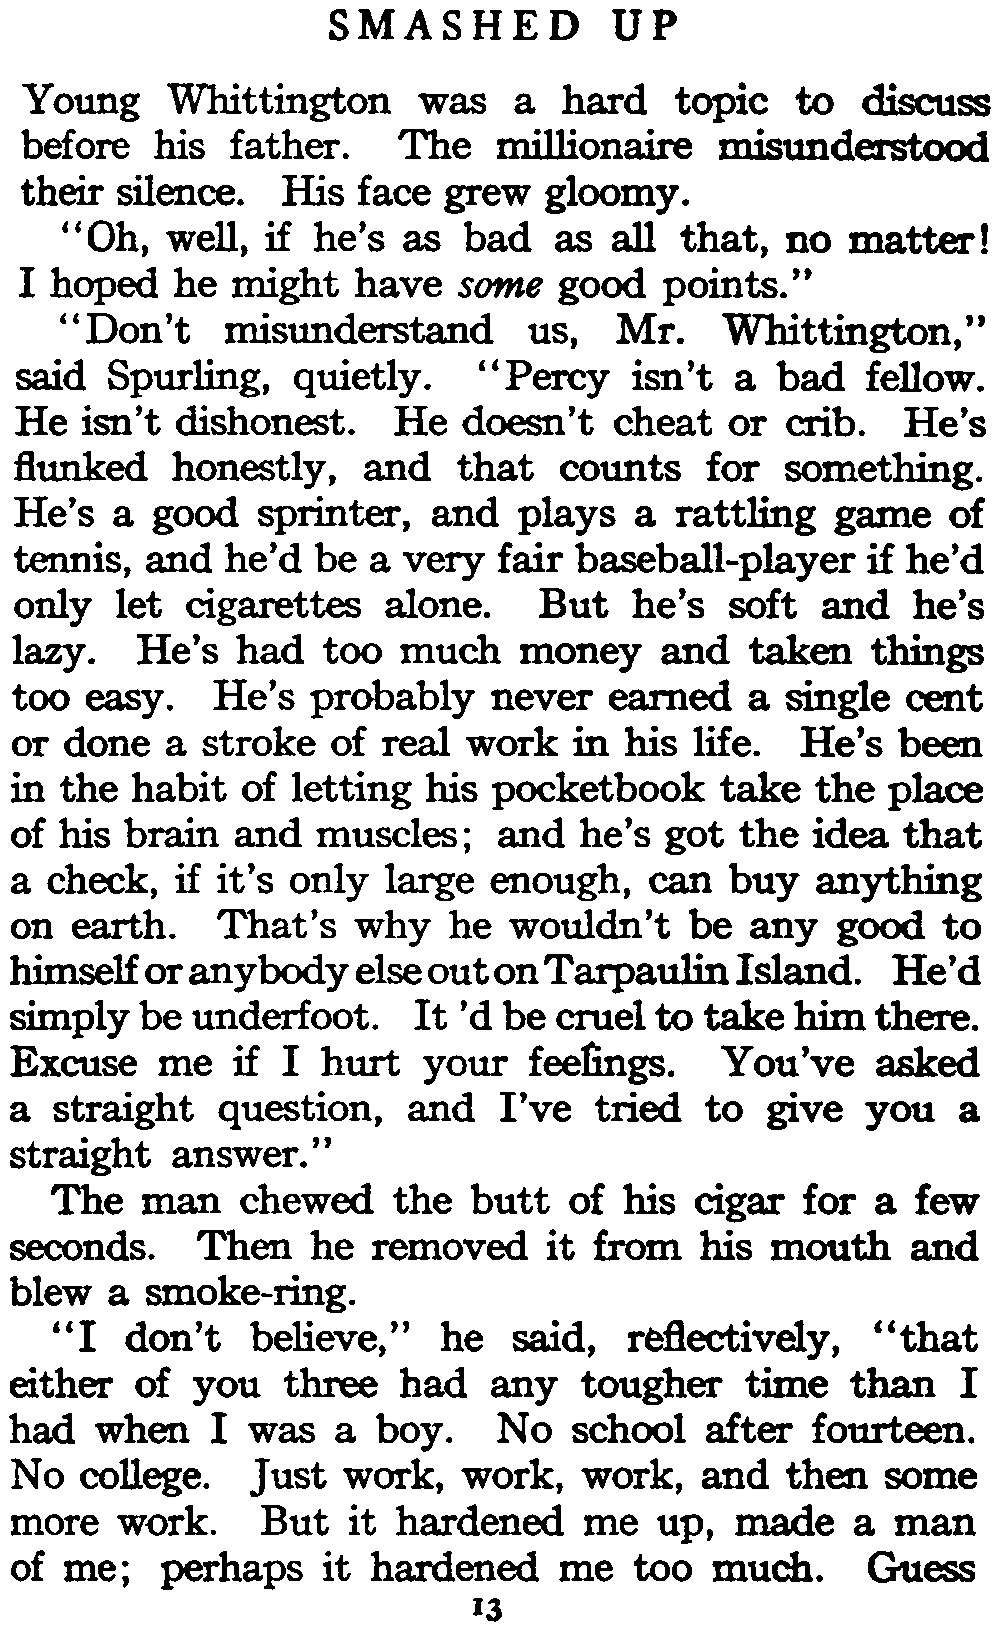 SMASHED UP
Young Whittington was a hard topic to discuss
before his father. The millionaire misunderstood
their silence. His face grew gloomy.
"Oh, well, if he's as bad as all that, no matter!
I hoped he might have some good points."
"Don't misunderstand us, Mr. Whittington,"
said Spurling, quietly. "Percy isn't a bad fellow.
He isn't dishonest. He doesn't cheat or crib. He's
flunked honestly, and that counts for something.
He's a good sprinter, and plays a rattling game of
tennis, and he'd be a very fair baseball-player if he'd
only let cigarettes alone. But he's soft and he's
lazy. He's had too much money and taken things
too easy. He's probably never earned a single cent
or done a stroke of real work in his life. He's been
in the habit of letting his pocketbook take the place
of his brain and muscles; and he's got the idea that
a check, if it's only large enough, can buy anything
on earth. That's why he wouldn't be any good to
himself or anybody else out on Tarpaulin Island. He'd
simply be underfoot. It 'd be cruel to take him there.
Excuse me if I hurt your feelings. You've asked
a straight question, and I've tried to give you a
straight answer."
The man chewed the butt of his cigar for a few
seconds. Then he removed it from his mouth and
blew a smoke-ring.
"I don't believe," he said, reflectively, "that
either of you three had any tougher time than I
had when I was a boy. No school after fourteen.
No college. Just work, work, work, and then some
more work. But it hardened me up, made a man
of me; perhaps it hardened me too much. Guess
13